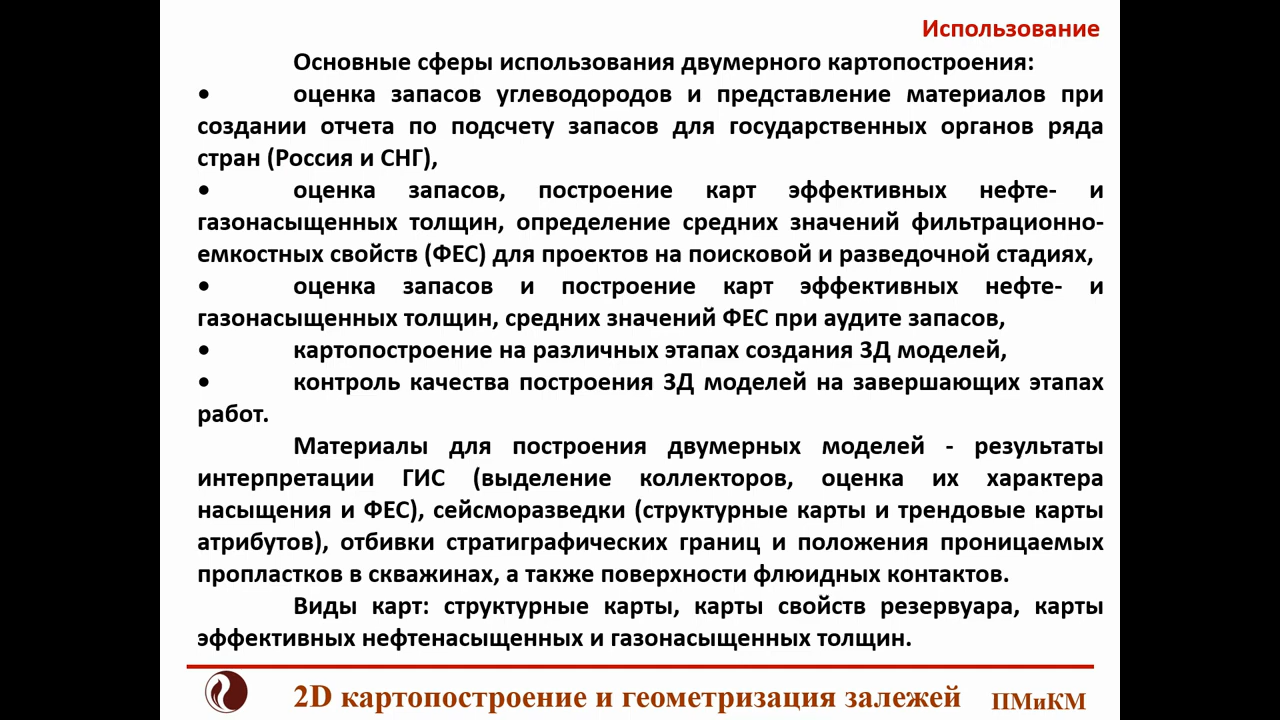 Использование
Основные сферы использования двумерного картопостроения:
• оценка запасов углеводородов и представление материалов при
создании отчета по подсчету запасов для государственных органов ряда
стран (Россия и СНГ),
• оценка запасов, построение карт эффективных нефте- и
газонасыщенных толщин, определение средних значений фильтрационно-
емкостных свойств (ФЕС) для проектов на поисковой и разведочной стадиях,
• оценка запасов и построение карт эффективных нефте- и
газонасыщенных толщин, средних значений ФЕС при аудите запасов,
• картопостроение на различных этапах создания 3Д моделей,
• контроль качества построения 3Д моделей на завершающих этапах
работ.
Материалы для построения двумерных моделей - результаты
интерпретации ГИС (выделение коллекторов, оценка их характера
насыщения и ФЕС), сейсморазведки (структурные карты и трендовые карты
атрибутов), отбивки стратиграфических границ и положения проницаемых
пропластков в скважинах, а также поверхности флюидных контактов.
Виды карт: структурные карты, карты свойств резервуара, карты
эффективных нефтенасыщенных и газонасыщенных толщин.
2D картопостроение и геометризация залежей ПМиКМ